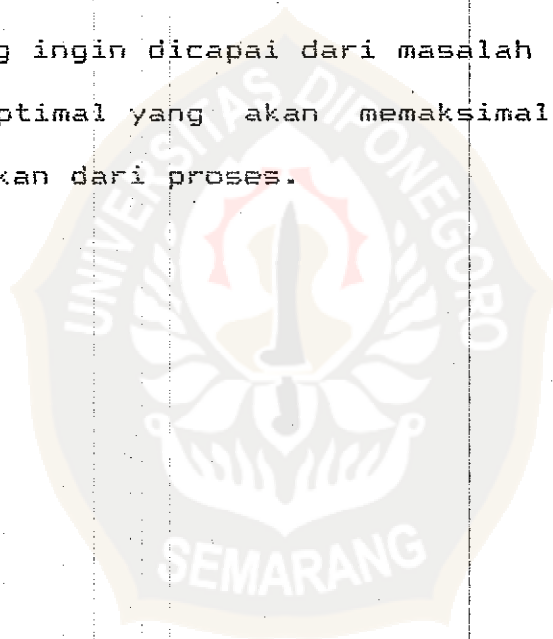 g ingin dicapai dari masalah
ptimal yang akan memaksimal
kan dari proses.
UNIVERSITAS DIPONEGORO
SEMARANG